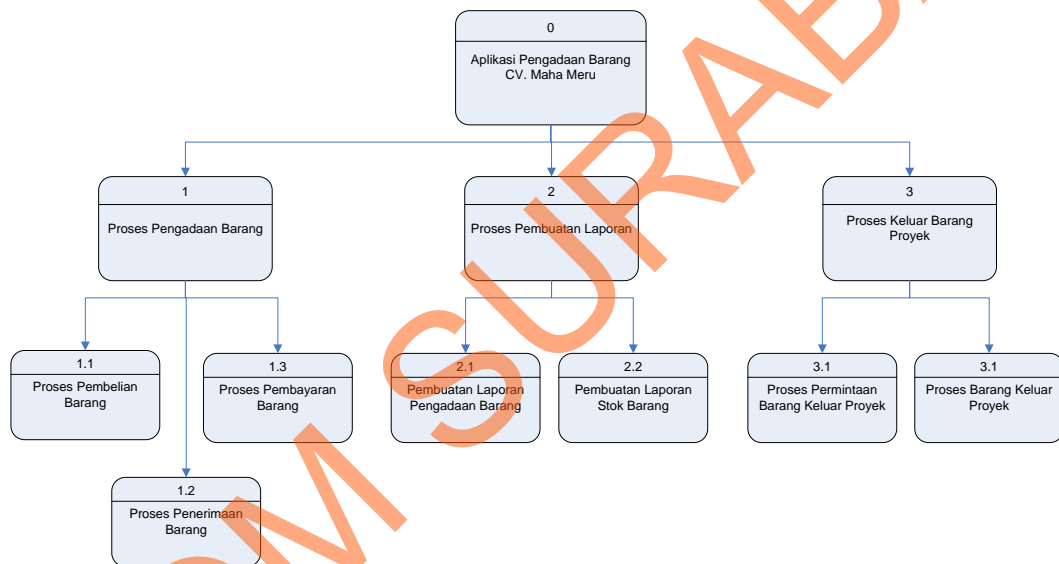 0
Aplikasi Pengadaan Barang
CV. Maha Meru
1
Proses Pengadaan Barang
2
Proses Pembuatan Laporan
3
Proses Keluar Barang
Proyek
1.1
Proses Pembelian
Barang
1.2
Proses Penerimaan
Barang
1.3
Proses Pembayaran
Barang
2.1
Pembuatan Laporan
Pengadaan Barang
2.2
Pembuatan Laporan
Stok Barang
3.1
Proses Permintaan
Barang Keluar Proyek
3.1
Proses Barang Keluar
Proyek
OM SURAB